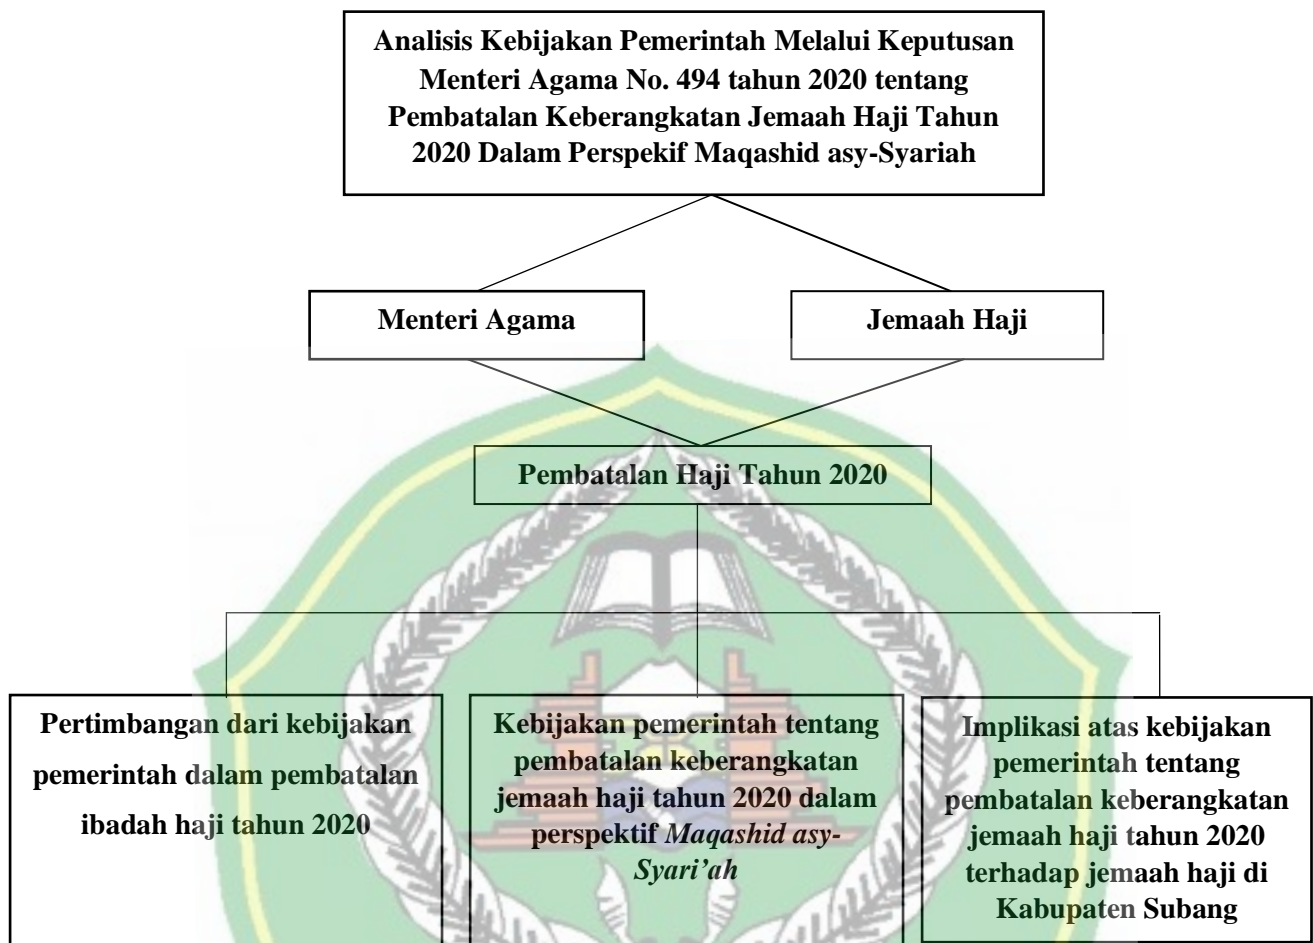 Analisis Kebijakan Pemerintah Melalui Keputusan
Menteri Agama No. 494 tahun 2020 tentang
Pembatalan Keberangkatan Jemaah Haji Tahun
2020 Dalam Perspekif Maqashid asy-Syariah
Menteri Agama
Jemaah Haji
Pembatalan Haji Tahun 2020
Pertimbangan dari kebijakan
pemerintah dalam pembatalan
ibadah haji tahun 2020
Kebijakan pemerintah tentang
pembatalan keberangkatan
jemaah haji tahun 2020 dalam
perspektif Maqashid asy-
Syari’ah
Implikasi atas kebijakan
pemerintah tentang
pembatalan keberangkatan
jemaah haji tahun 2020
terhadap jemaah haji di
Kabupaten Subang